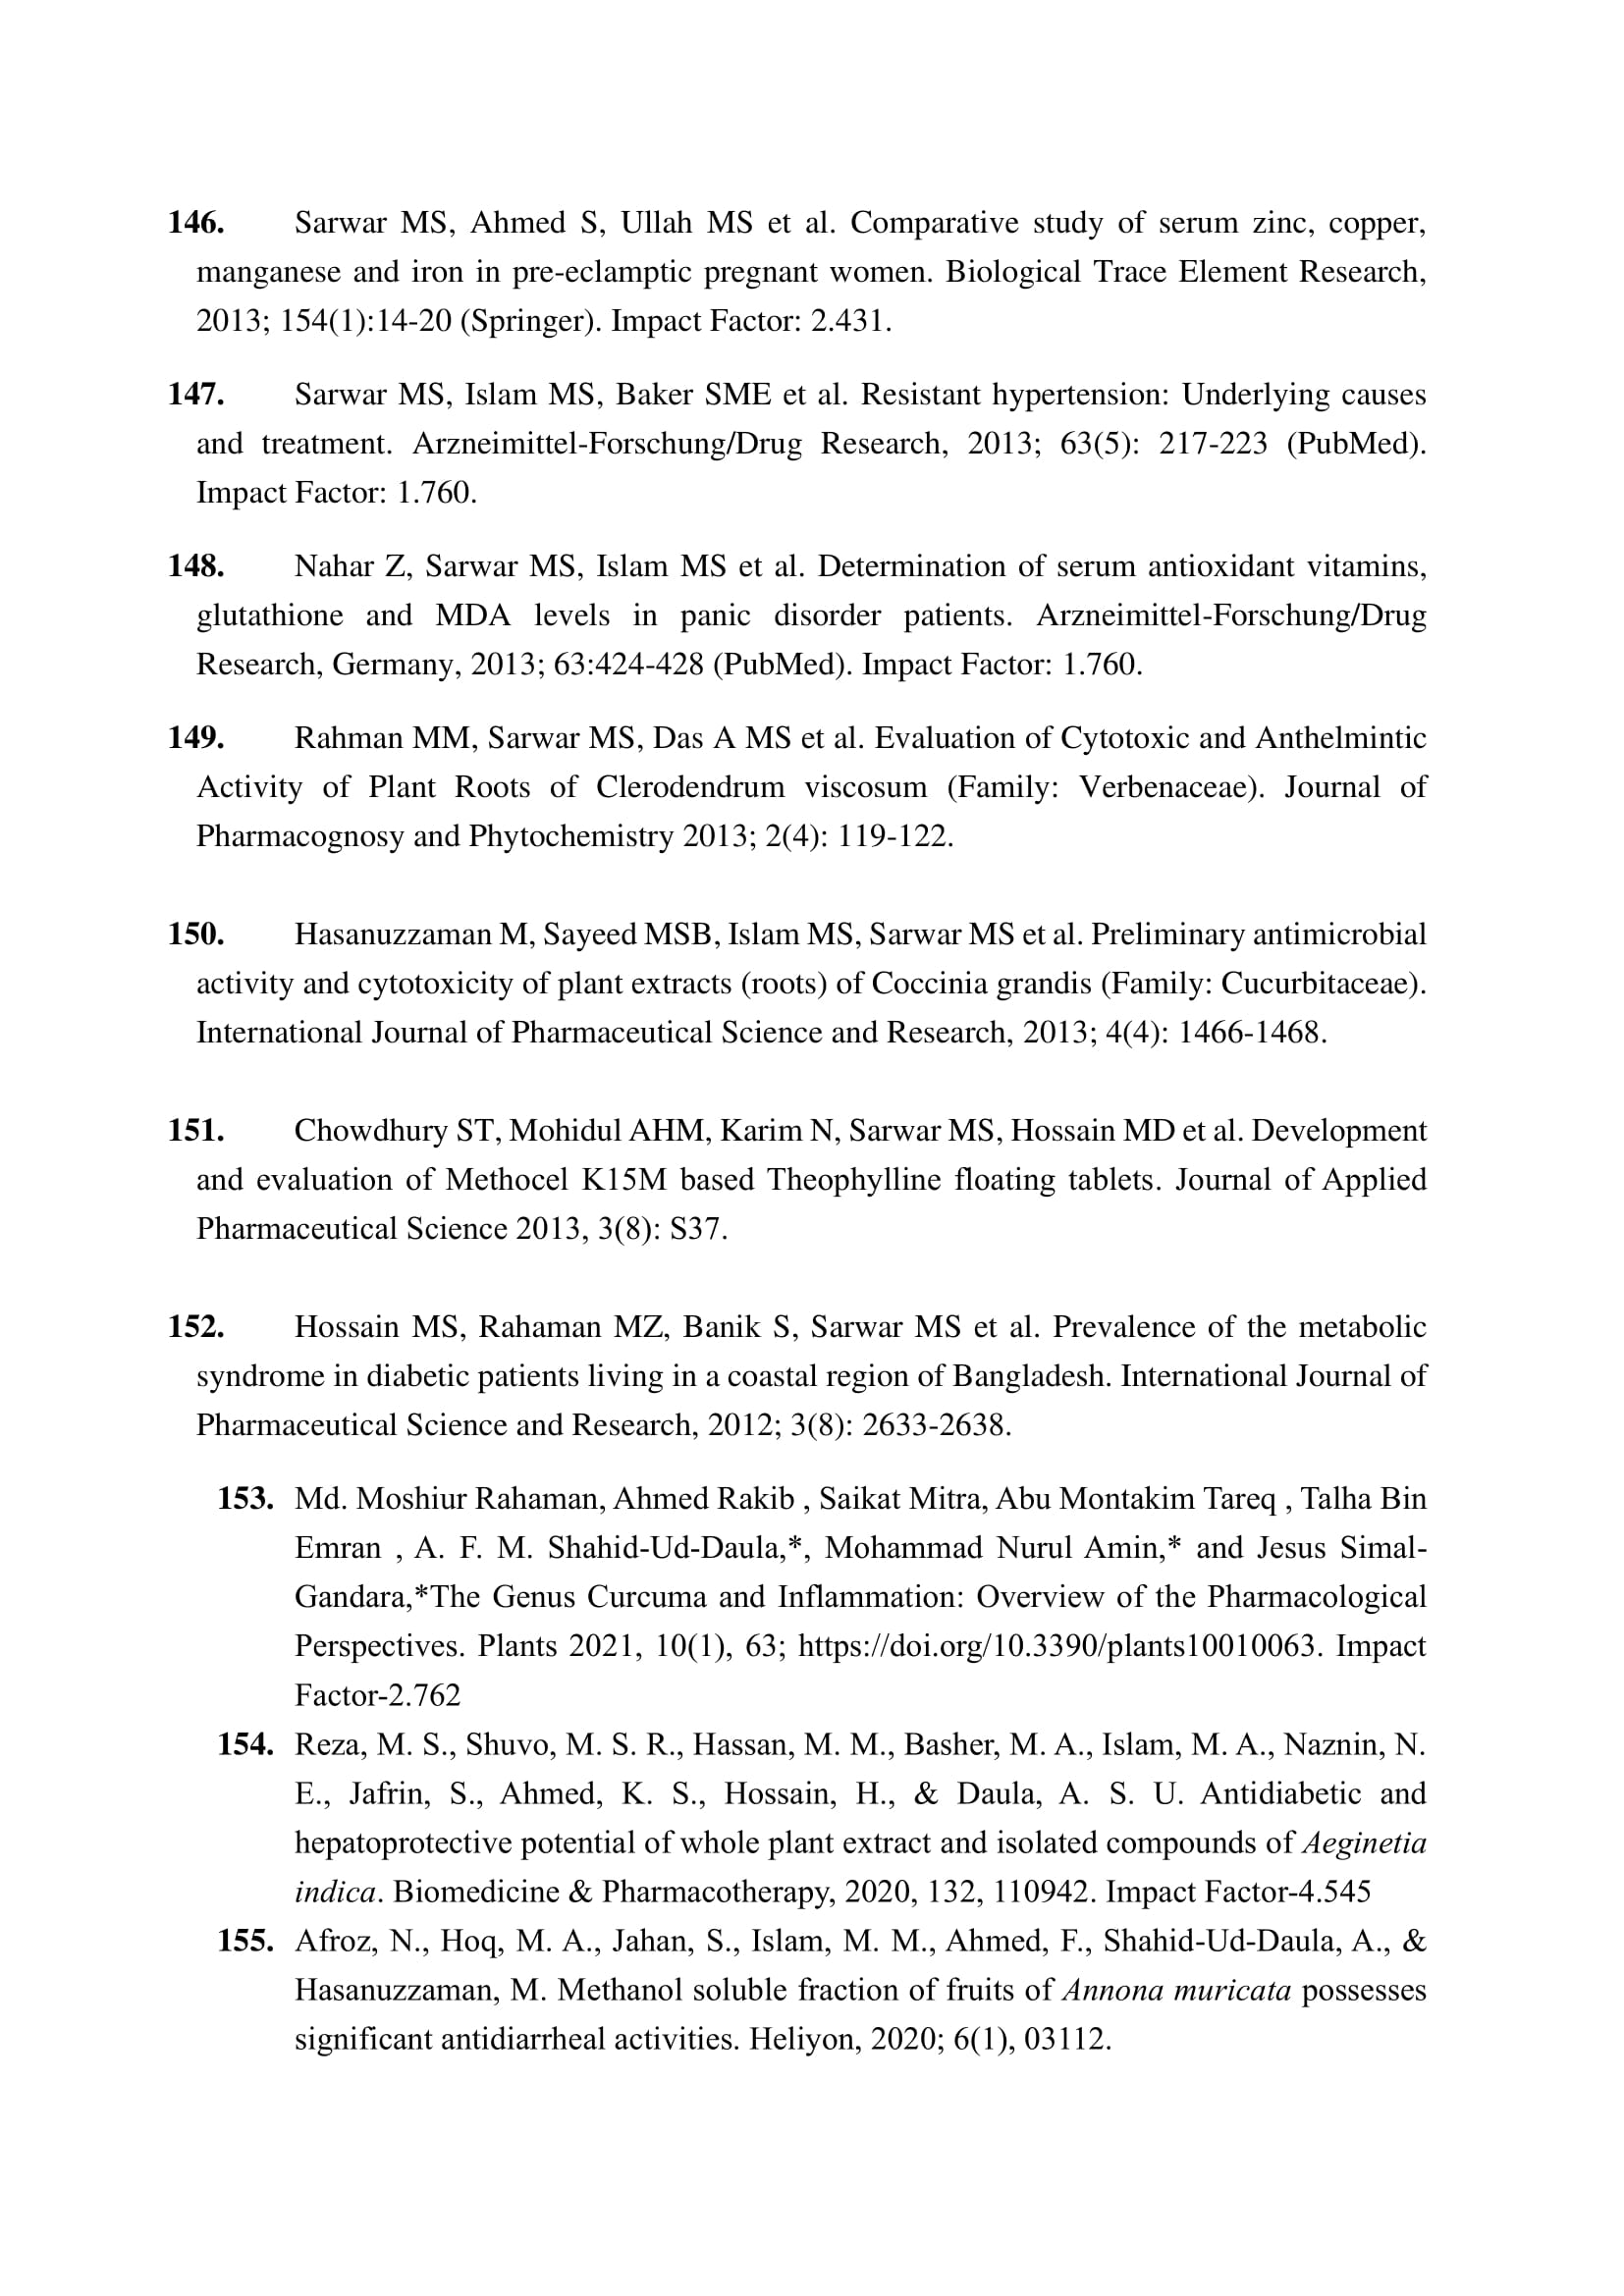 146. Sarwar MS, Ahmed S, Ullah MS et al. Comparative study of serum zinc, copper,
manganese and iron in pre-eclamptic pregnant women. Biological Trace Element Research,
2013; 154(1):14-20 (Springer). Impact Factor: 2.431.
147. Sarwar MS, Islam MS, Baker SME et al. Resistant hypertension: Underlying causes
and treatment. Arzneimittel-Forschung/Drug Research, 2013; 63(5): 217-223 (PubMed).
Impact Factor: 1.760.
148. Nahar Z, Sarwar MS, Islam MS et al. Determination of serum antioxidant vitamins,
glutathione and MDA levels in panic disorder patients. Arzneimittel-Forschung/Drug
Research, Germany, 2013; 63:424-428 (PubMed). Impact Factor: 1.760.
149. Rahman MM, Sarwar MS, Das A MS et al. Evaluation of Cytotoxic and Anthelmintic
Activity of Plant Roots of Clerodendrum viscosum (Family: Verbenaceae). Journal of
Pharmacognosy and Phytochemistry 2013; 2(4): 119-122.
150. Hasanuzzaman M, Sayeed MSB, Islam MS, Sarwar MS et al. Preliminary antimicrobial
activity and cytotoxicity of plant extracts (roots) of Coccinia grandis (Family: Cucurbitaceae).
International Journal of Pharmaceutical Science and Research, 2013; 4(4): 1466-1468.
151. Chowdhury ST, Mohidul AHM, Karim N, Sarwar MS, Hossain MD et al. Development
and evaluation of Methocel K15M based Theophylline floating tablets. Journal of Applied
Pharmaceutical Science 2013, 3(8): S37.
152. Hossain MS, Rahaman MZ, Banik S, Sarwar MS et al. Prevalence of the metabolic
syndrome in diabetic patients living in a coastal region of Bangladesh. International Journal of
Pharmaceutical Science and Research, 2012; 3(8): 2633-2638.
153. Md. Moshiur Rahaman, Ahmed Rakib , Saikat Mitra, Abu Montakim Tareq , Talha Bin
Emran , A. F. M. Shahid-Ud-Daula,*, Mohammad Nurul Amin,* and Jesus Simal-
Gandara,*The Genus Curcuma and Inflammation: Overview of the Pharmacological
Perspectives. Plants 2021, 10(1), 63; https://doi.org/10.3390/plants10010063. Impact
Factor-2.762
154. Reza, M. S., Shuvo, M. S. R., Hassan, M. M., Basher, M. A., Islam, M. A., Naznin, N.
E., Jafrin, S., Ahmed, K. S., Hossain, H., & Daula, A. S. U. Antidiabetic and
hepatoprotective potential of whole plant extract and isolated compounds of Aeginetia
indica. Biomedicine & Pharmacotherapy, 2020, 132, 110942. Impact Factor-4.545
155. Afroz, N., Hoq, M. A., Jahan, S., Islam, M. M., Ahmed, F., Shahid-Ud-Daula, A., &
Hasanuzzaman, M. Methanol soluble fraction of fruits of Annona muricata possesses
significant antidiarrheal activities. Heliyon, 2020; 6(1), 03112.